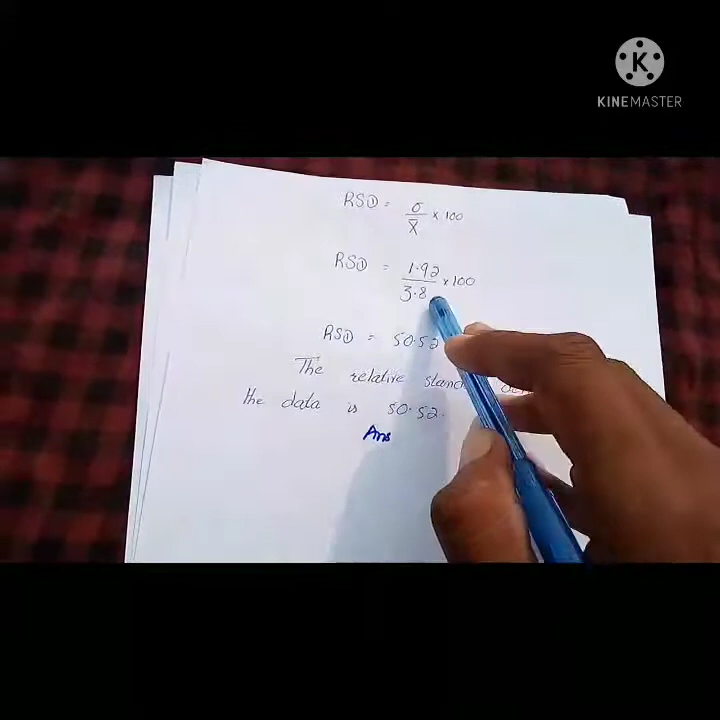 KINEMASTER
RSD = σ/X̄ × 100
RSD = 1.92/3.8 × 100
RSD = 50.52
The relative
the data is 50.52.
Ans